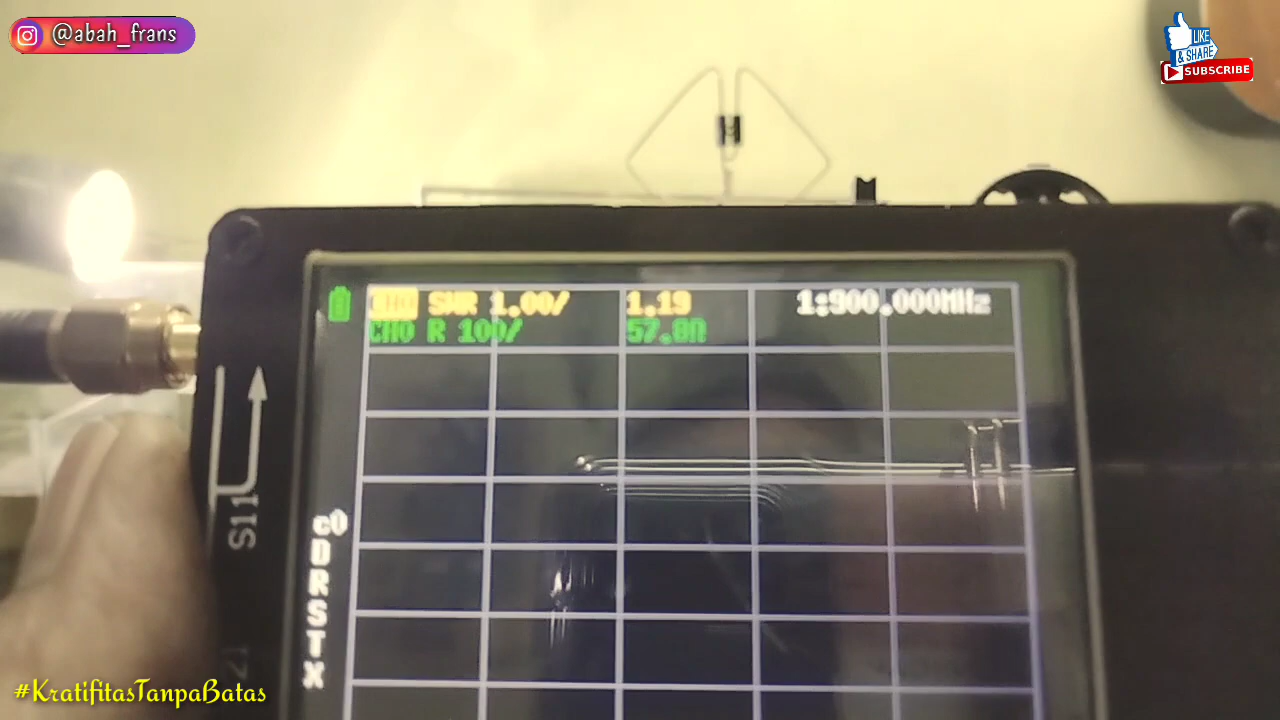 @abah_frans
LIKE
& SHARE
SUBSCRIBE
CH0 SWR 1.00/ 1.19 1:900.000MHz
CH0 R 100/ 57.8Ω
S11
c0
D
R
S
T
X
#KratifitasTanpaBatas